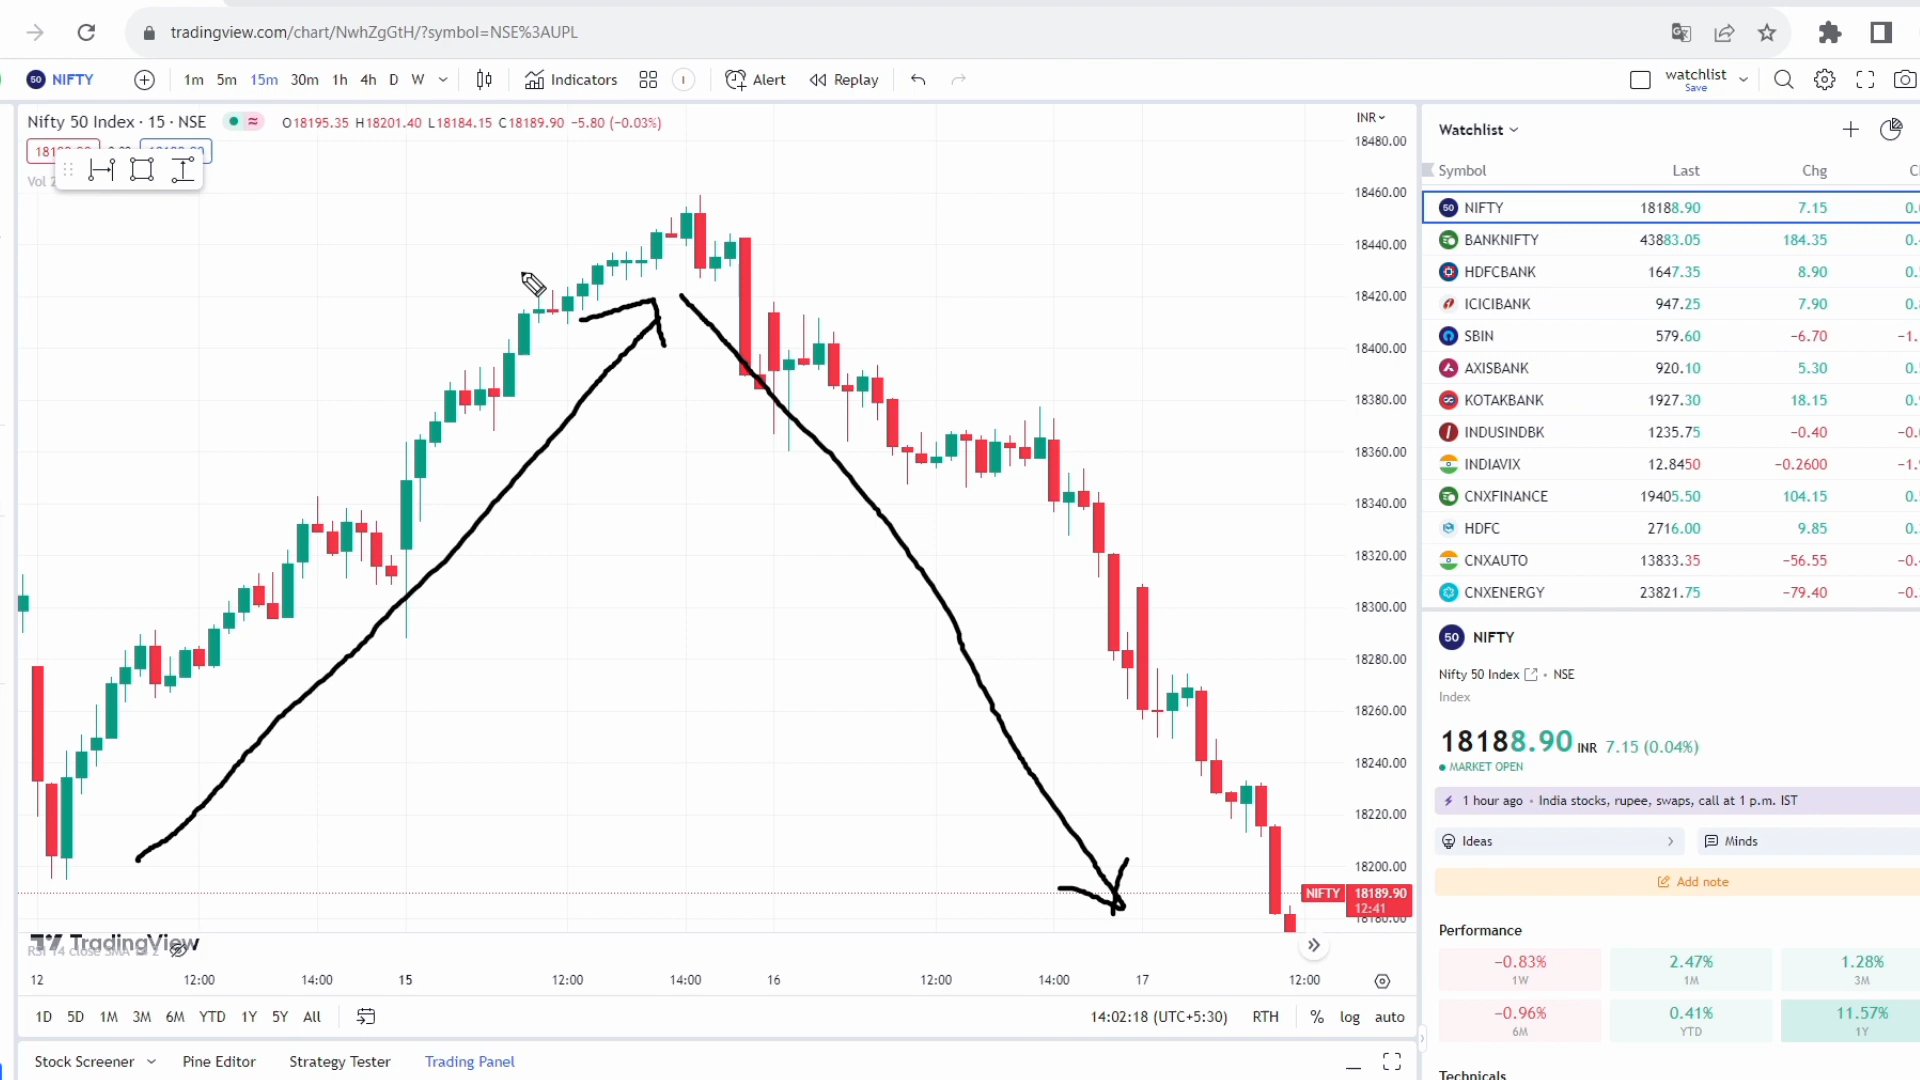 tradingview.com/chart/NwhZgGtH/?symbol=NSE%3AUPL
50 NIFTY 1m 5m 15m 30m 1h 4h D W Indicators Alert Replay watchlist
Save
Nifty 50 Index · 15 · NSE O18195.35 H18201.40 L18184.15 C18189.90 −5.80 (−0.03%)
INR
Vol
18480.00
18460.00
18440.00
18420.00
18400.00
18380.00
18360.00
18340.00
18320.00
18300.00
18280.00
18260.00
18240.00
18220.00
18200.00
NIFTY 18189.90
12:41
18180.00
TradingView
RSI 14 close SMA
12 12:00 14:00 15 12:00 14:00 16 12:00 14:00 17 12:00
1D 5D 1M 3M 6M YTD 1Y 5Y All 14:02:18 (UTC+5:30) RTH % log auto
Stock Screener Pine Editor Strategy Tester Trading Panel
Watchlist
Symbol Last Chg
50 NIFTY 18188.90 7.15
BANKNIFTY 43883.05 184.35
HDFCBANK 1647.35 8.90
ICICIBANK 947.25 7.90
SBIN 579.60 −6.70 −1.
AXISBANK 920.10 5.30
KOTAKBANK 1927.30 18.15
INDUSINDBK 1235.75 −0.40
INDIAVIX 12.8450 −0.2600 −1.
CNXFINANCE 19405.50 104.15
HDFC 2716.00 9.85
CNXAUTO 13833.35 −56.55
CNXENERGY 23821.75 −79.40
50 NIFTY
Nifty 50 Index • NSE
Index
18188.90 INR 7.15 (0.04%)
MARKET OPEN
1 hour ago • India stocks, rupee, swaps, call at 1 p.m. IST
Ideas Minds
Add note
Performance
−0.83% 2.47% 1.28%
1W 1M 3M
−0.96% 0.41% 11.57%
6M YTD 1Y
Technicals